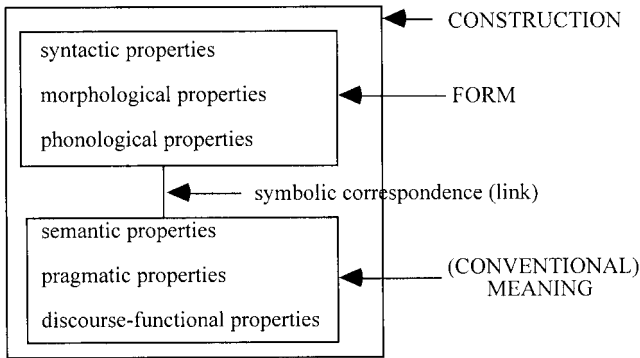 CONSTRUCTION
syntactic properties
morphological properties
FORM
phonological properties
symbolic correspondence (link)
semantic properties
pragmatic properties
(CONVENTIONAL)
MEANING
discourse-functional properties